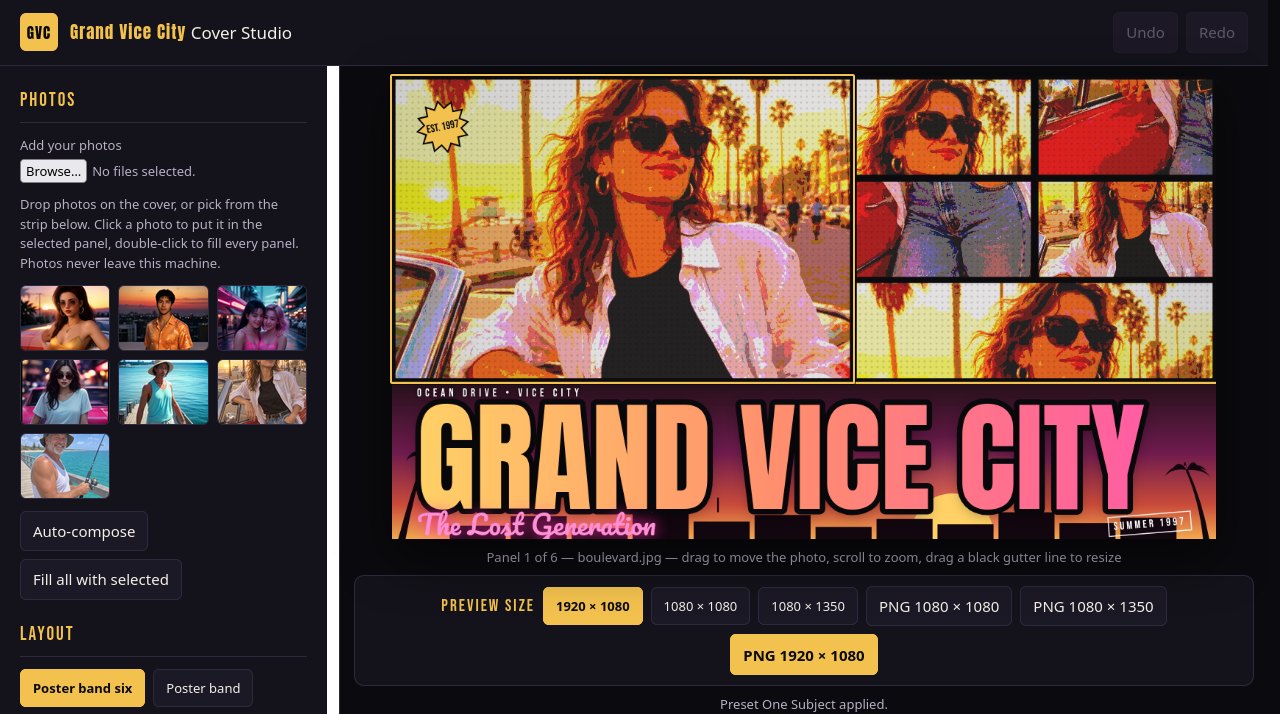 GVC Grand Vice City Cover Studio
Undo Redo
PHOTOS
Add your photos
Browse... No files selected.
Drop photos on the cover, or pick from the
strip below. Click a photo to put it in the
selected panel, double-click to fill every panel.
Photos never leave this machine.
Auto-compose
Fill all with selected
LAYOUT
Poster band six Poster band
EST. 1997
OCEAN DRIVE • VICE CITY
GRAND VICE CITY
The Lost Generation
SUMMER 1997
Panel 1 of 6 — boulevard.jpg — drag to move the photo, scroll to zoom, drag a black gutter line to resize
PREVIEW SIZE 1920 × 1080 1080 × 1080 1080 × 1350 PNG 1080 × 1080 PNG 1080 × 1350
PNG 1920 × 1080
Preset One Subject applied.